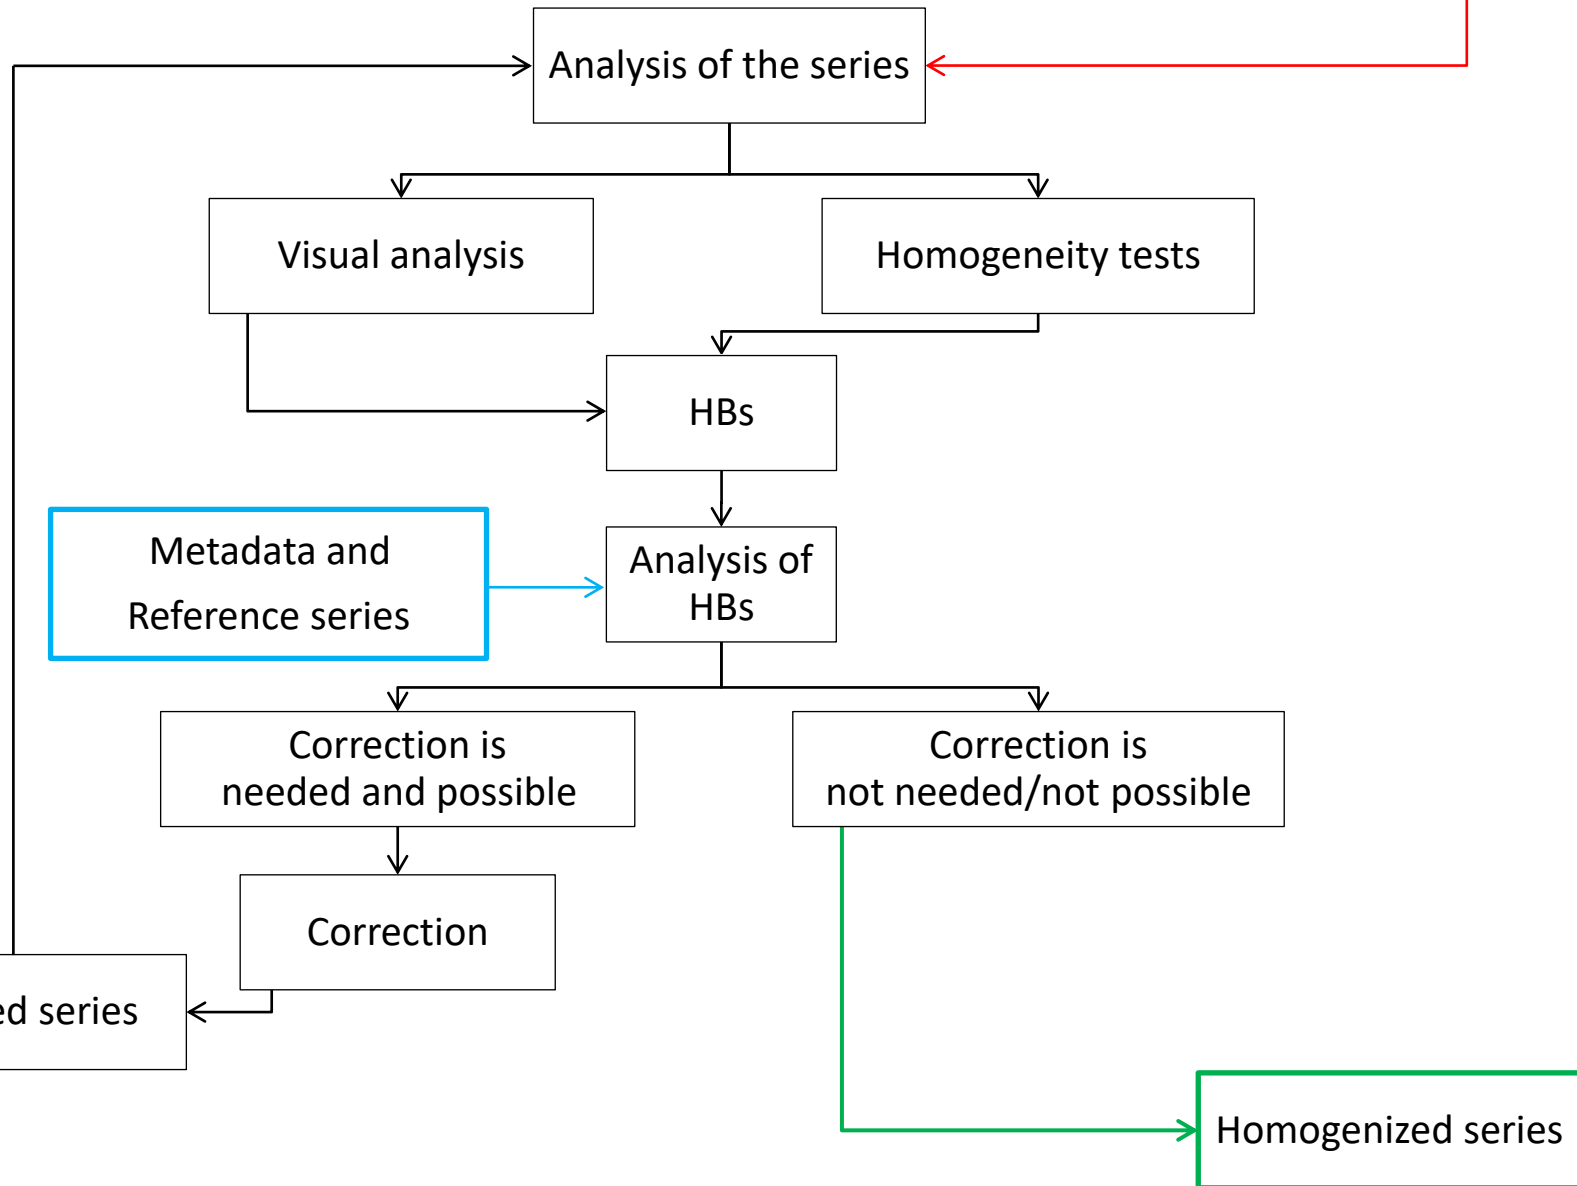 Analysis of the series
Visual analysis
Homogeneity tests
HBs
Metadata and
Reference series
Analysis of
HBs
Correction is
needed and possible
Correction is
not needed/not possible
Correction
series
Homogenized series